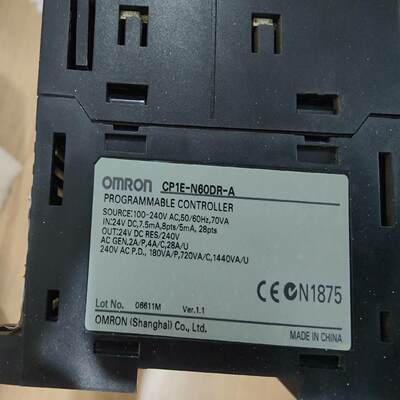 OMRON CP1E-N60DR-A
PROGRAMMABLE CONTROLLER
SOURCE:100-240V AC,50/60Hz,70VA
IN:24V DC,7.5mA,8pts/5mA, 28pts
OUT:24V DC RES/240V
AC GEN.2A/P,4A/C,28A/U
240V AC P.D., 180VA/P,720VA/C,1440VA/U
CE N1875
Lot No. 06611M Ver.1.1
OMRON (Shanghai) Co., Ltd.
MADE IN CHINA